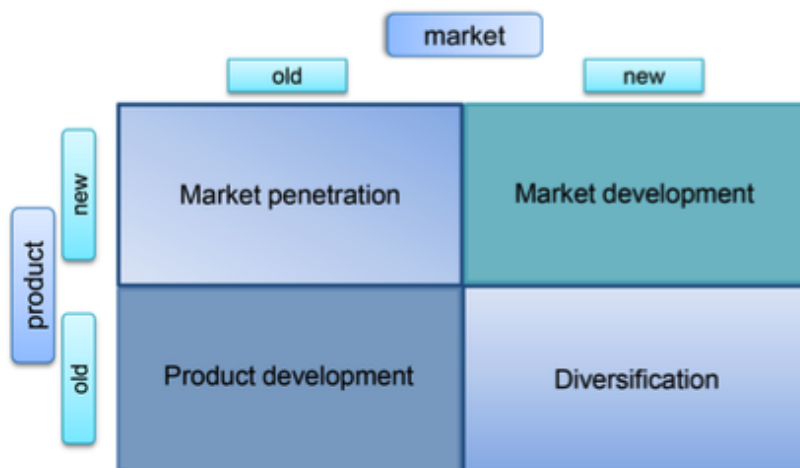 market
old
new
new
Market penetration
Market development
product
old
Product development
Diversification